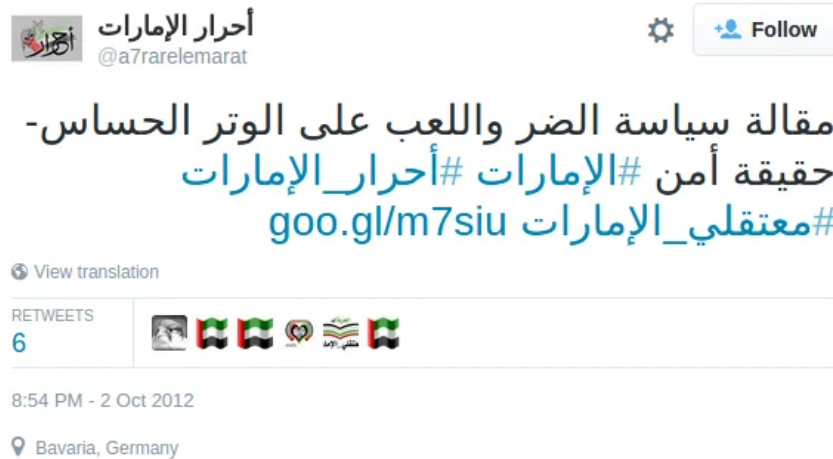 أحرار الإمارات
@a7rarelemarat
Follow
مقالة سياسة الضر واللعب على الوتر الحساس-
حقيقة أمن #الإمارات #أحرار_الإمارات
#معتقلي_الإمارات goo.gl/m7siu
View translation
RETWEETS
6
8:54 PM - 2 Oct 2012
Bavaria, Germany